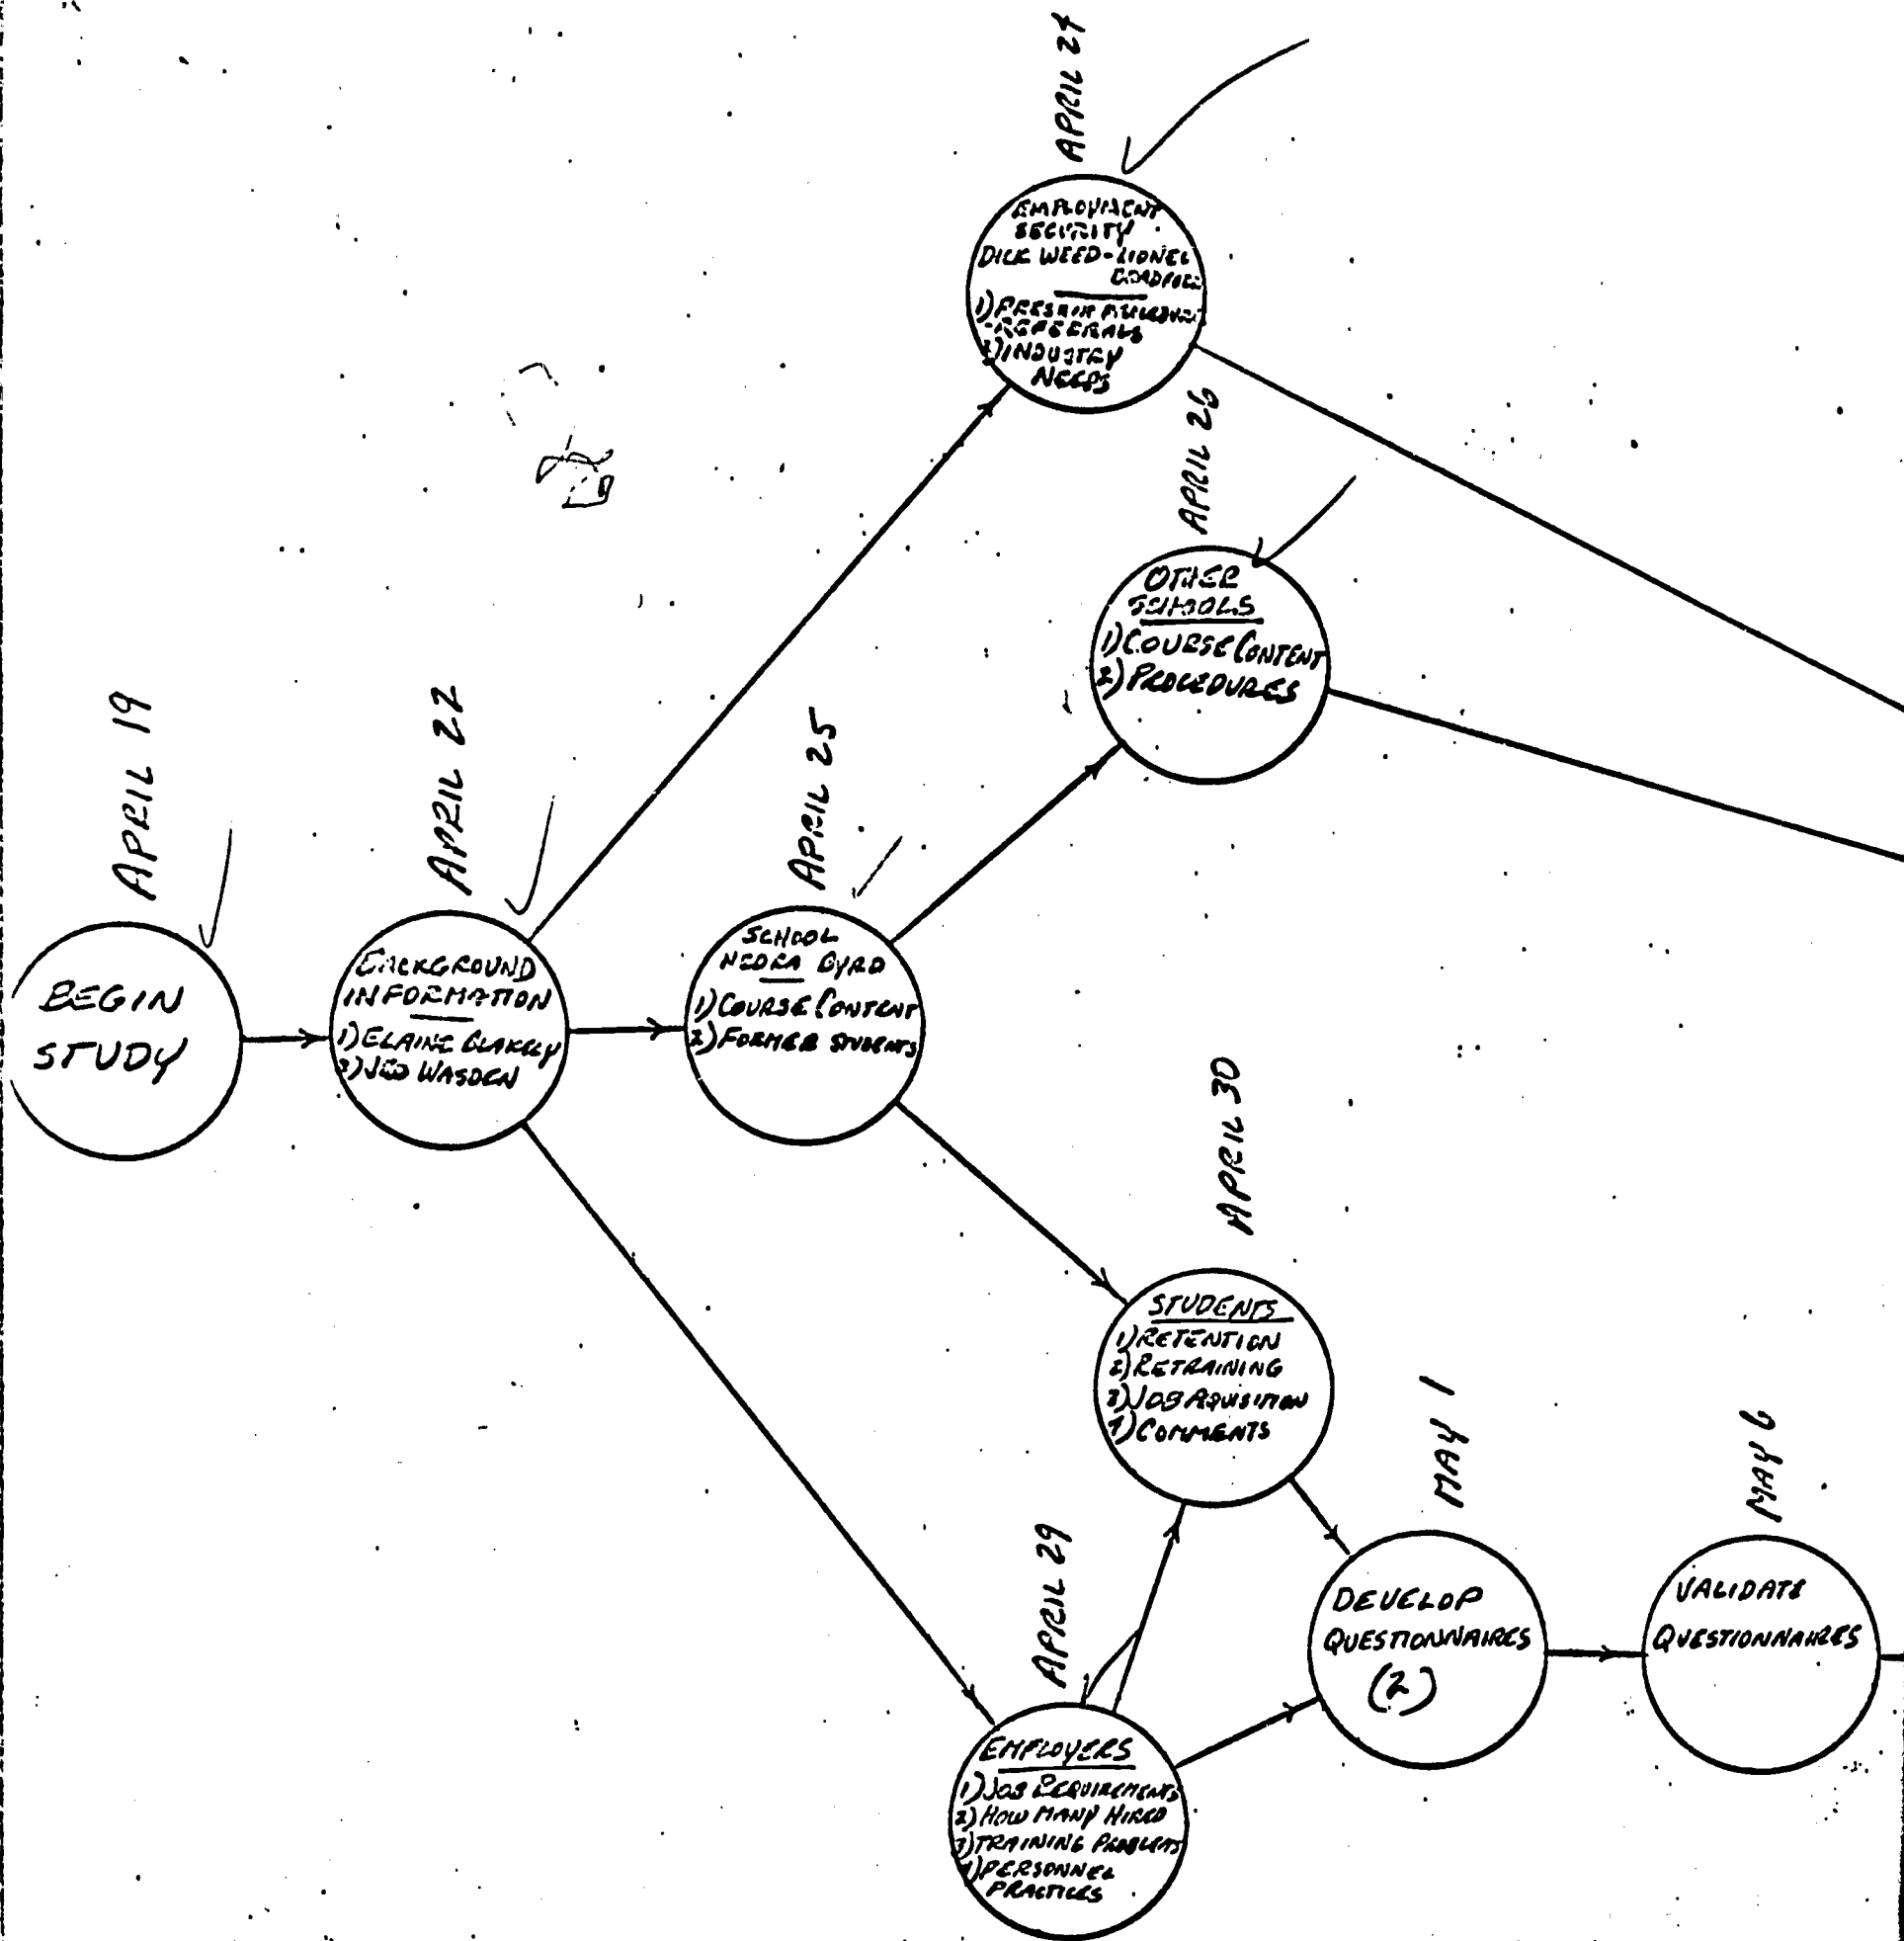 APRIL 19
BEGIN
STUDY
APRIL 22
BACKGROUND
INFORMATION
1) ELAINE BLAKELY
2) JED WASDEN
APRIL 25
SCHOOL
NEDRA BYRD
1) COURSE CONTENT
2) FORMER STUDENTS
APRIL 24
EMPLOYMENT
SECURITY
DICK WEED - LIONEL
1) PRESENT
- REFERALS
2) INDUSTRY
NEEDS
APRIL 26
OTHER
SCHOOLS
1) COURSE CONTENT
2) PROCEDURES
APRIL 30
STUDENTS
1) RETENTION
2) RETRAINING
3) JOB AQUISITION
4) COMMENTS
APRIL 29
EMPLOYERS
1) JOB REQUIREMENTS
2) HOW MANY HIRED
3) TRAINING PROBLEMS
4) PERSONNEL
PRACTICES
MAY 1
DEVELOP
QUESTIONNAIRES
(2)
MAY 6
VALIDATE
QUESTIONNAIRES